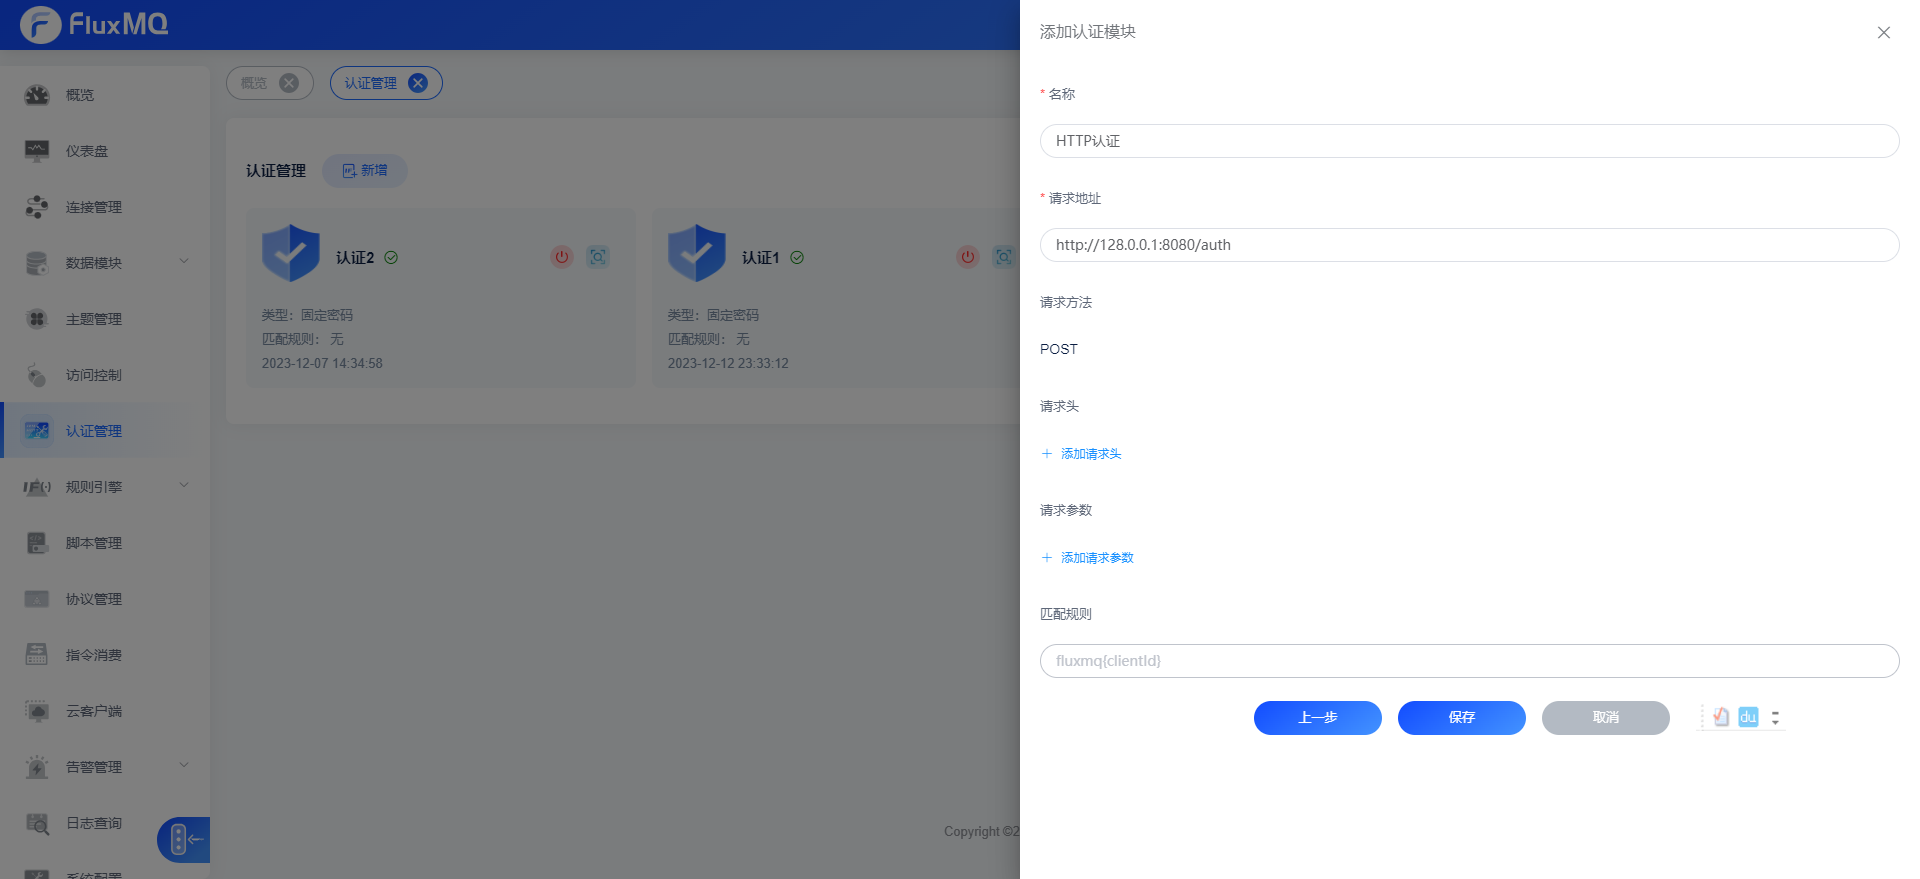 FluxMQ
概览
仪表盘
连接管理
数据模块
主题管理
访问控制
认证管理
规则引擎
脚本管理
协议管理
指令消费
云客户端
告警管理
日志查询
系统配置
概览
认证管理
认证管理
新增
认证2
类型：固定密码
匹配规则： 无
2023-12-07 14:34:58
认证1
类型：固定密码
匹配规则： 无
2023-12-12 23:33:12
Copyright ©2
添加认证模块
* 名称
HTTP认证
* 请求地址
http://128.0.0.1:8080/auth
请求方法
POST
请求头
+ 添加请求头
请求参数
+ 添加请求参数
匹配规则
fluxmq{clientId}
上一步
保存
取消
du